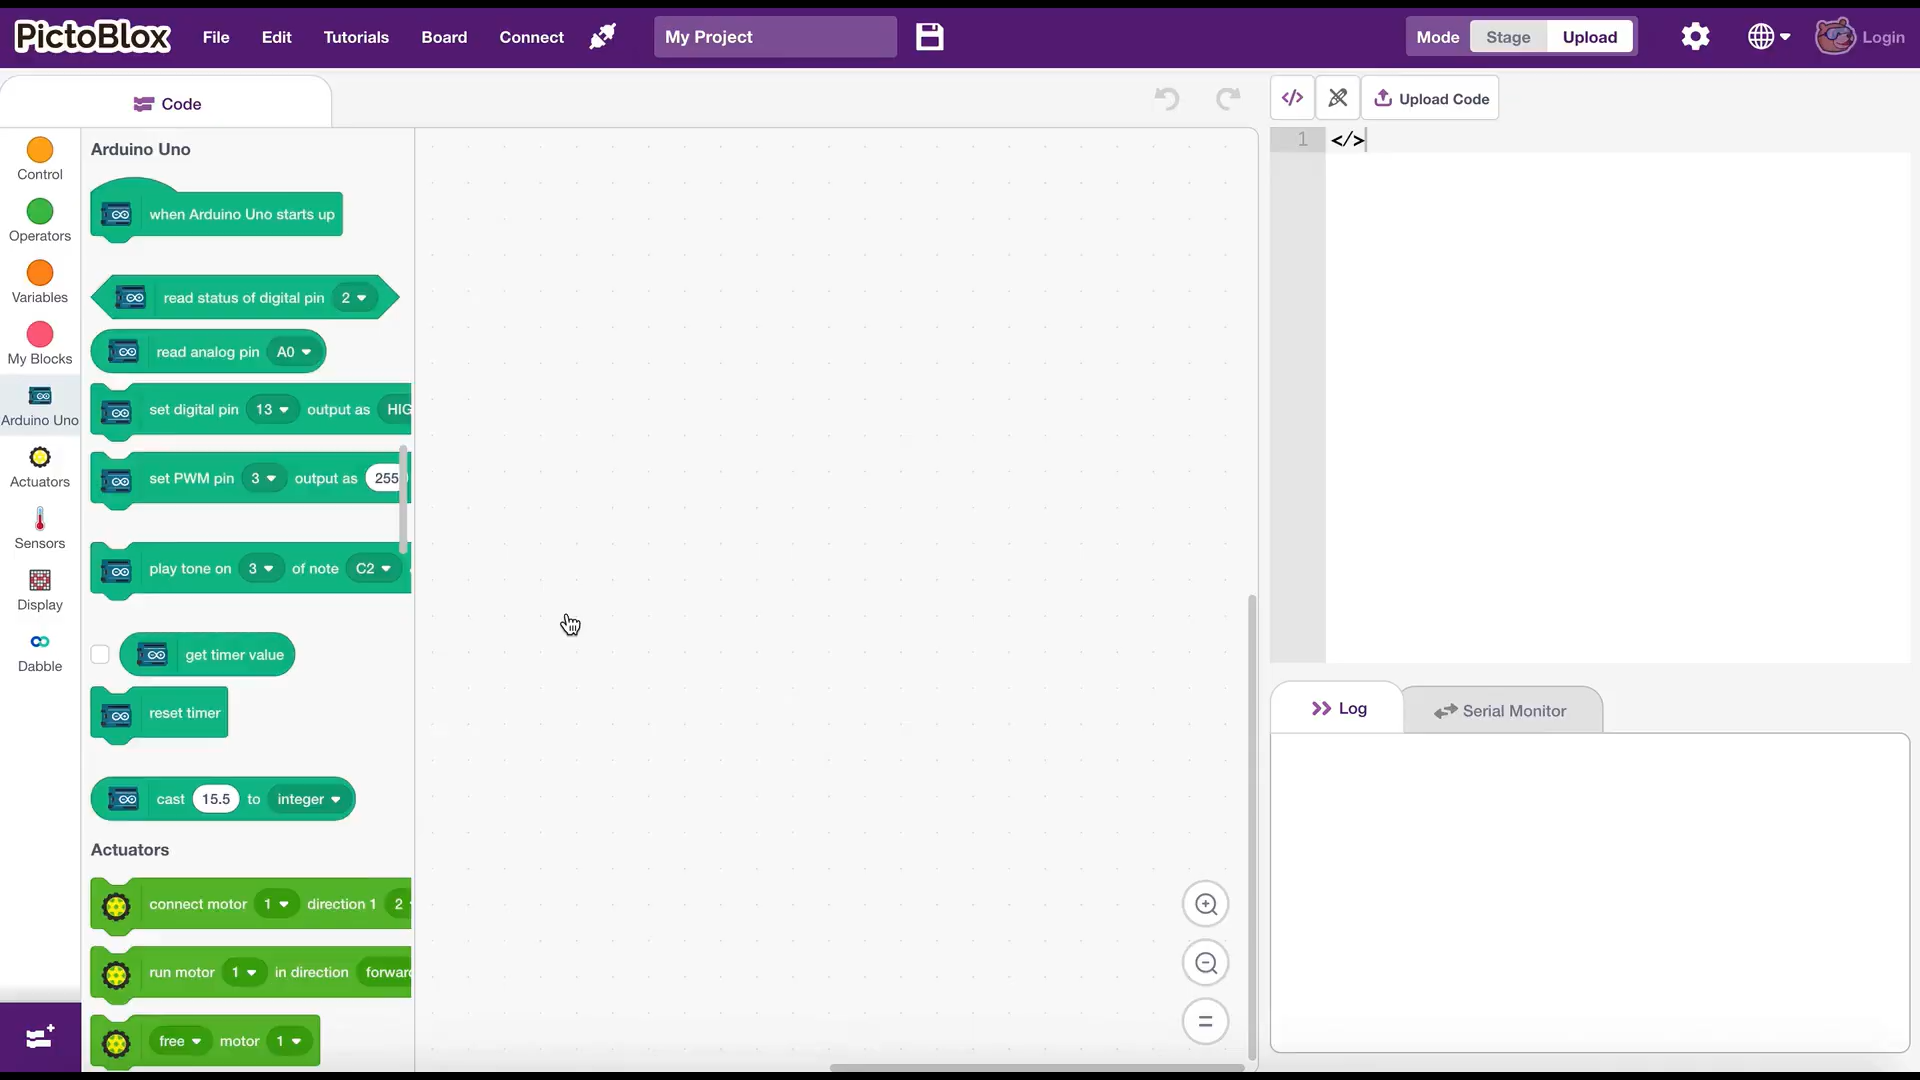 PictoBlox File Edit Tutorials Board Connect My Project Mode Stage Upload Login
Code
Upload Code
1 </>
Control
Operators
Variables
My Blocks
Arduino Uno
Actuators
Sensors
Display
Dabble
Arduino Uno
when Arduino Uno starts up
read status of digital pin 2
read analog pin A0
set digital pin 13 output as HIG
set PWM pin 3 output as 255
play tone on 3 of note C2
get timer value
reset timer
cast 15.5 to integer
Actuators
connect motor 1 direction 1 2
run motor 1 in direction forward
free motor 1
Log
Serial Monitor